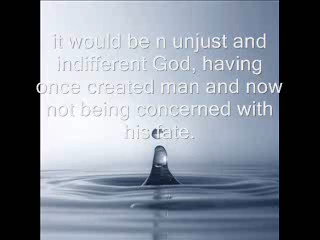 it would be n unjust and
indifferent God, having
once created man and now
not being concerned with
his fate.